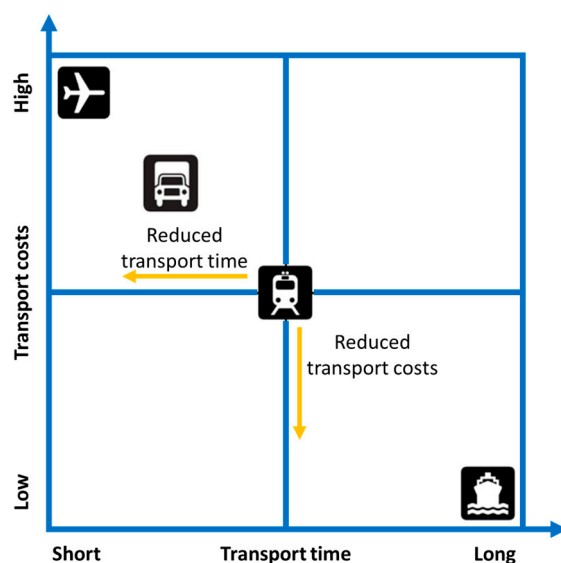 High
Transport costs
Low
Reduced
transport time
Reduced
transport costs
Short
Transport time
Long